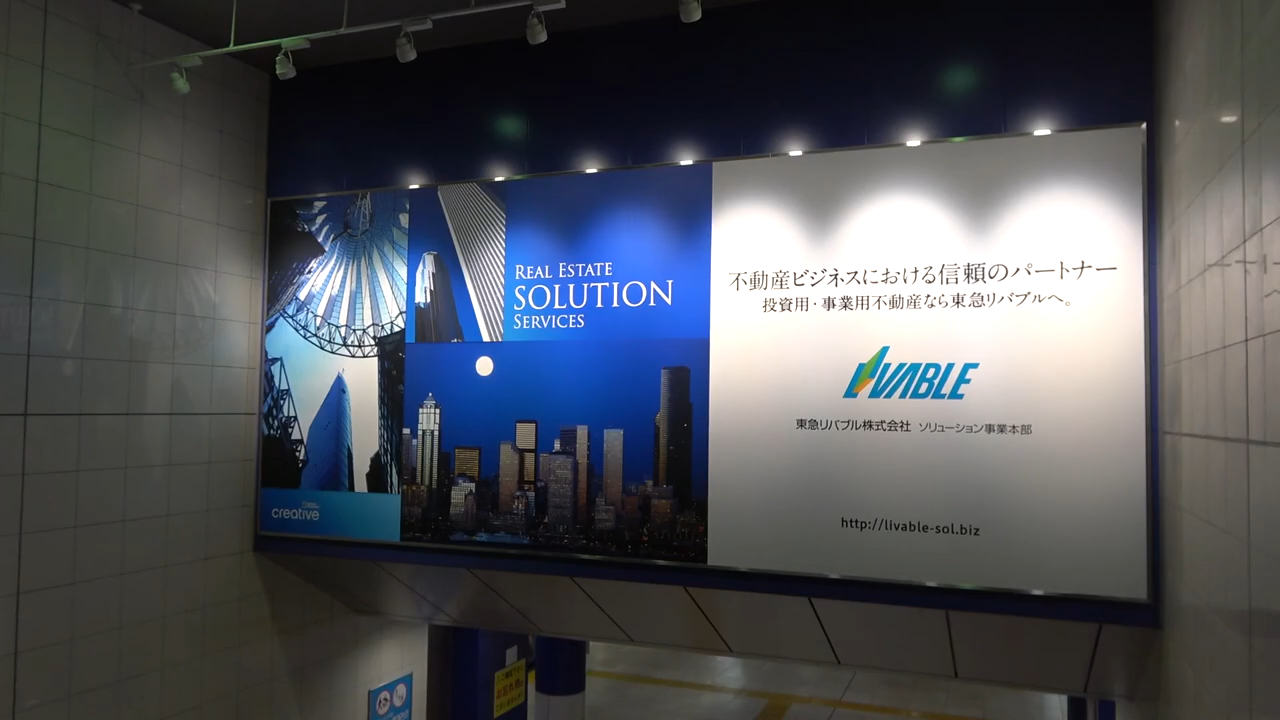 REAL ESTATE
SOLUTION
SERVICES
creative
不動産ビジネスにおける信頼のパートナー
投資用・事業用不動産なら東急リバブルへ。
LIVABLE
東急リバブル株式会社 ソリューション事業本部
http://livable-sol.biz